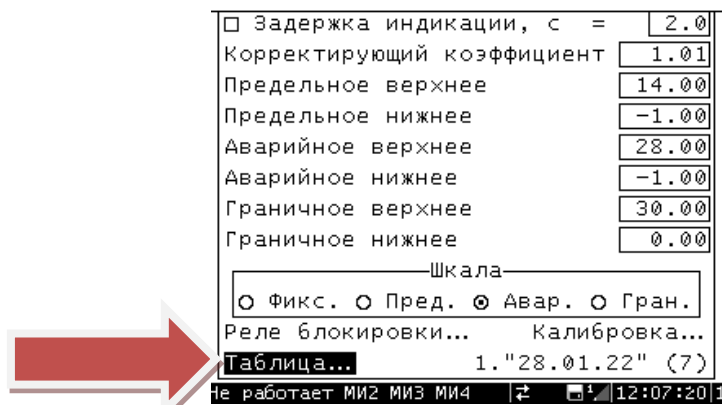 Задержка индикации, с = 2.0
Корректирующий коэффициент 1.01
Предельное верхнее 14.00
Предельное нижнее -1.00
Аварийное верхнее 28.00
Аварийное нижнее -1.00
Граничное верхнее 30.00
Граничное нижнее 0.00
Шкала
Фикс. Пред. Авар. Гран.
Реле блокировки... Калибровка...
Таблица... 1."28.01.22" (7)
Не работает МИ2 МИ3 МИ4 1 12:07:20